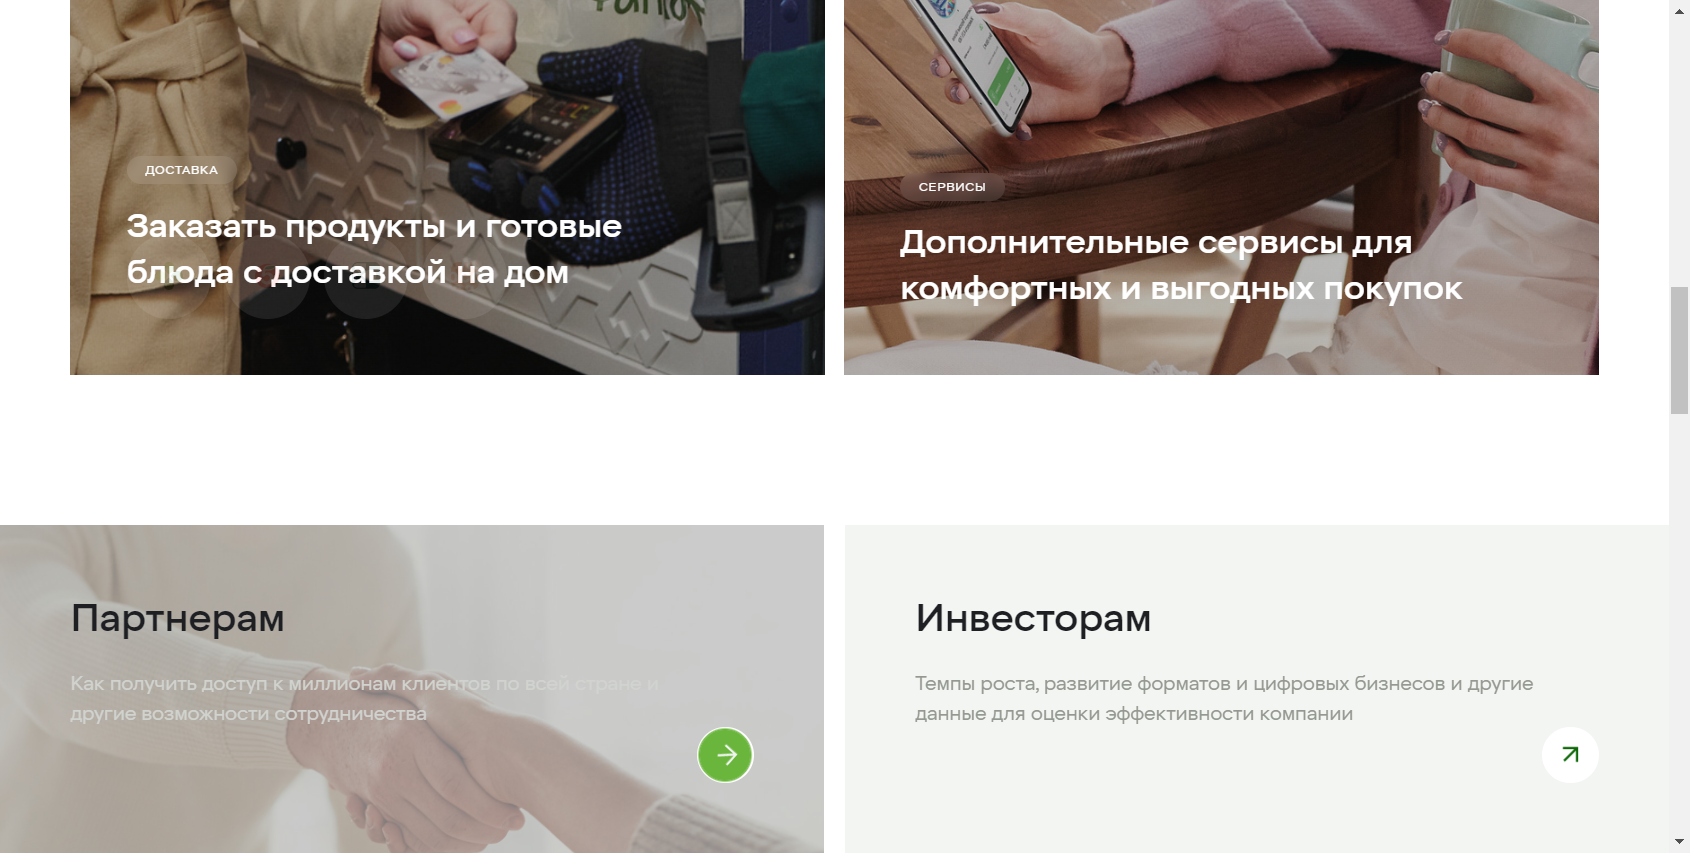 ДОСТАВКА
Заказать продукты и готовые
блюда с доставкой на дом
СЕРВИСЫ
Дополнительные сервисы для
комфортных и выгодных покупок
Партнерам
Как получить доступ к миллионам клиентов по всей стране и
другие возможности сотрудничества
Инвесторам
Темпы роста, развитие форматов и цифровых бизнесов и другие
данные для оценки эффективности компании